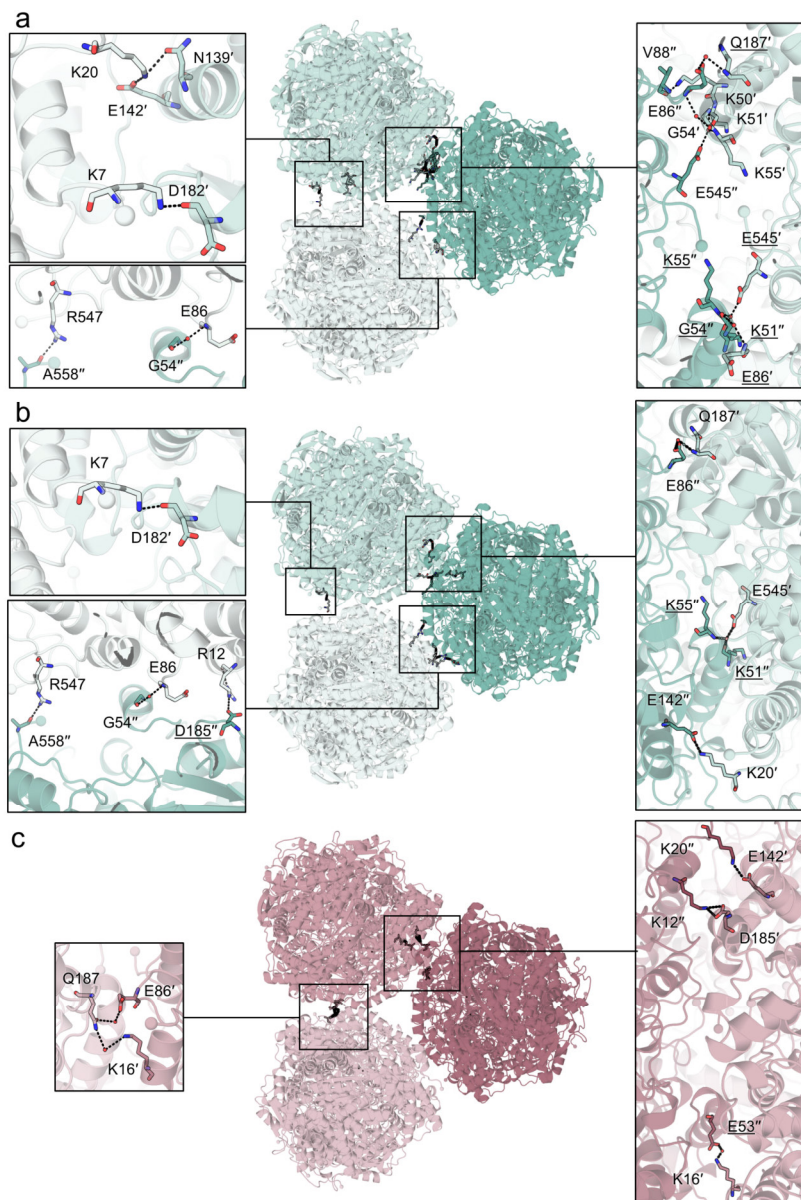 a
K20
N139′
E142′
K7
D182′
R547
E86
G54″
A558″
V88″
Q187′
K50′
E86″
K51′
G54′
K55′
E545″
E545′
K55″
G54″
K51″
E86′
b
K7
D182′
R12
E86
R547
G54″
D185″
A558″
Q187′
E86″
E545′
K55″
K51″
E142″
K20′
c
Q187
E86′
K16′
K20″
E142′
K12″
D185′
E53″
K16′